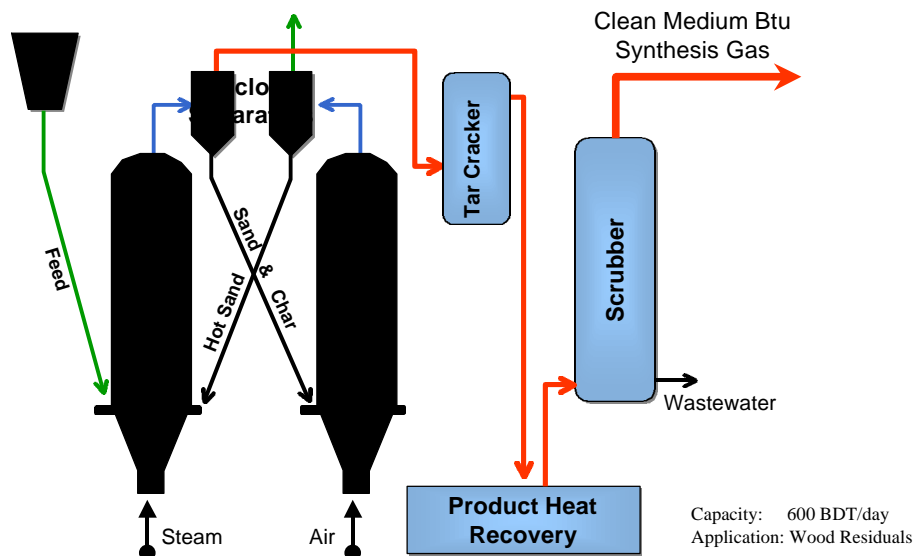 Clean Medium Btu
Synthesis Gas
Tar Cracker
Scrubber
Feed
Sand & Char
Hot Sand
Wastewater
Product Heat
Recovery
Steam
Air
Capacity: 600 BDT/day
Application: Wood Residuals